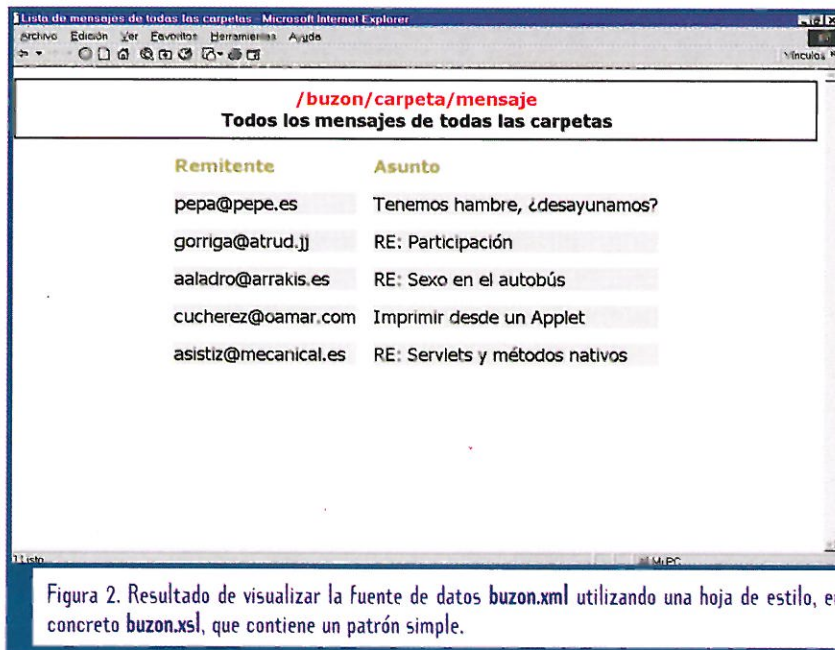 Lista de mensajes de todas las carpetas - Microsoft Internet Explorer
Archivo Edición Ver Favoritos Herramientas Ayuda
Vínculos
/buzon/carpeta/mensaje
Todos los mensajes de todas las carpetas
Remitente Asunto
pepa@pepe.es Tenemos hambre, ¿desayunamos?
gorriga@atrud.jj RE: Participación
aaladro@arrakis.es RE: Sexo en el autobús
cucherez@oamar.com Imprimir desde un Applet
asistiz@mecanical.es RE: Servlets y métodos nativos
Listo Mi PC
Figura 2. Resultado de visualizar la fuente de datos buzon.xml utilizando una hoja de estilo, en
concreto buzon.xsl, que contiene un patrón simple.